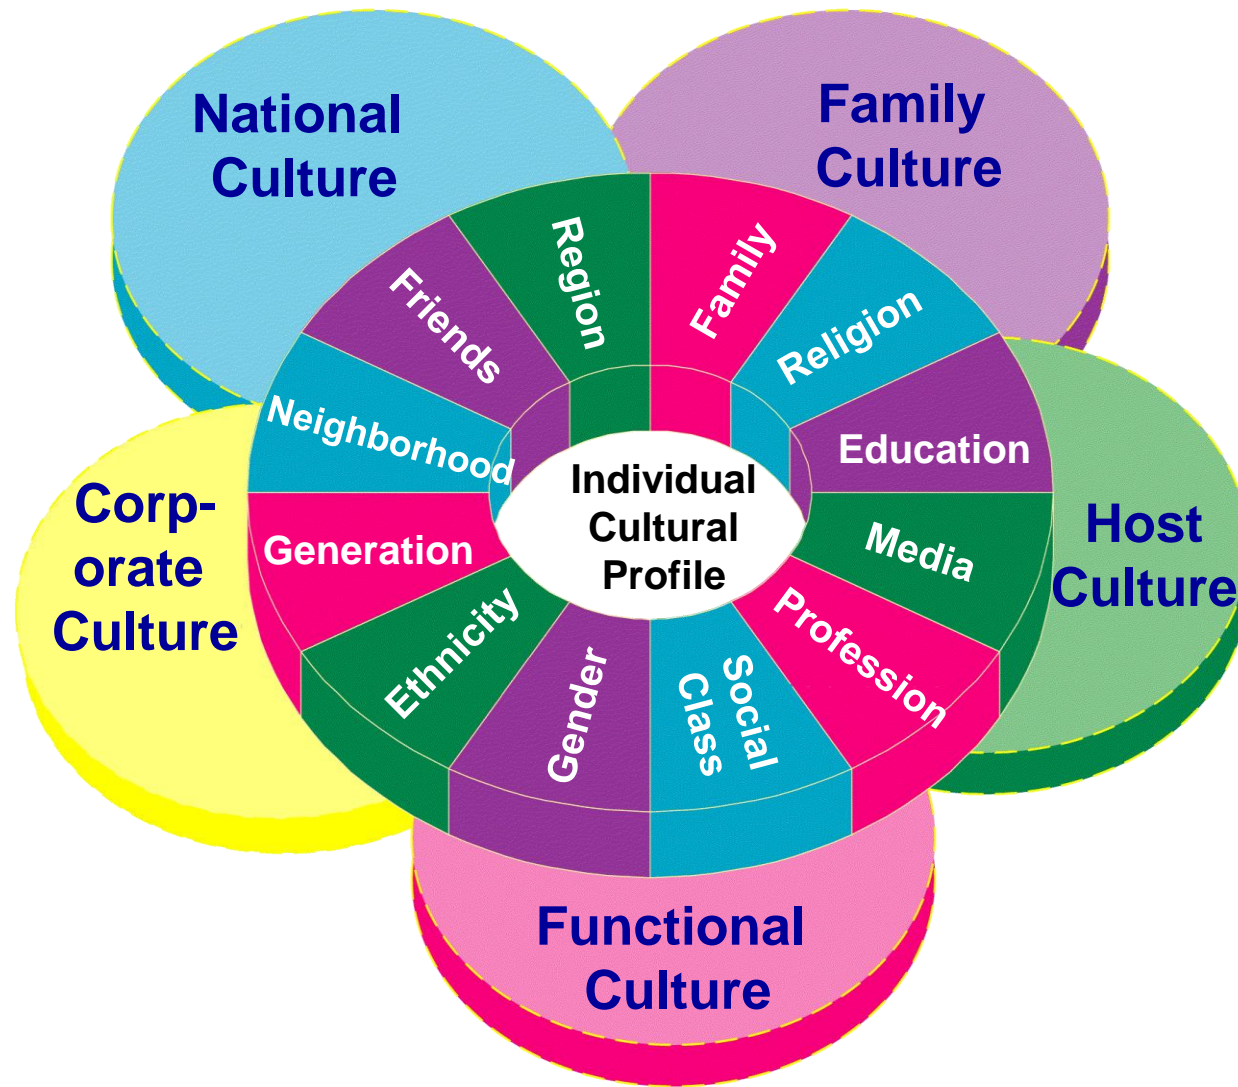 National
Culture
Family
Culture
Region
Family
Friends
Religion
Neighborhood
Education
Individual
Cultural
Profile
Corp-
orate
Culture
Host
Culture
Generation
Media
Ethnicity
Profession
Gender
Social
Class
Functional
Culture